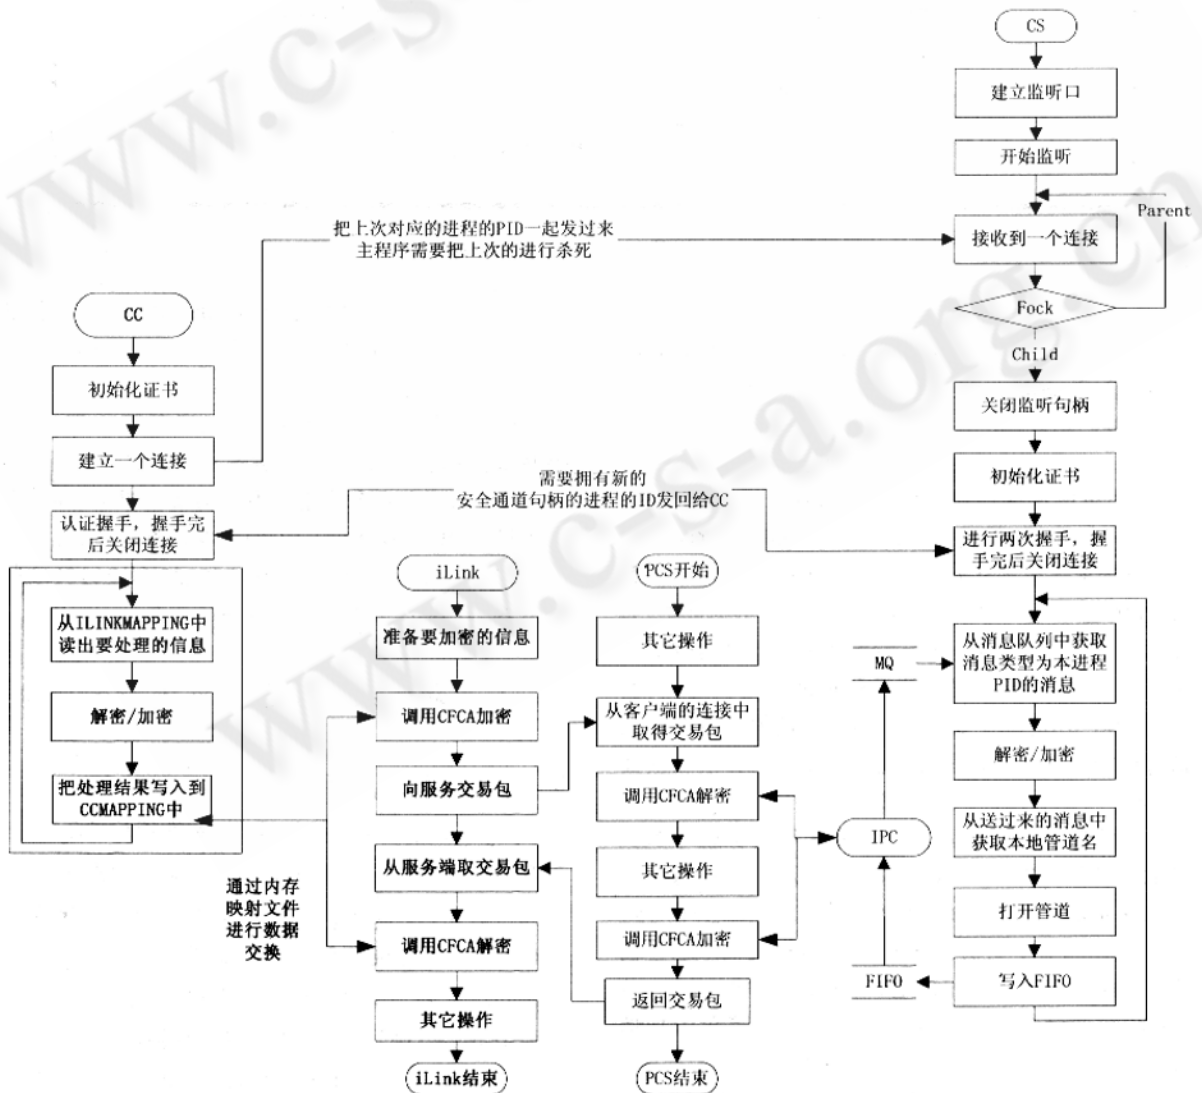 CS
建立监听口
开始监听
Parent
接收到一个连接
Fock
Child
关闭监听句柄
初始化证书
进行两次握手，握
手完后关闭连接
从消息队列中获取
消息类型为本进程
PID的消息
解密/加密
从送过来的消息中
获取本地管道名
打开管道
写入FIFO
把上次对应的进程的PID一起发过来
主程序需要把上次的进行杀死
需要拥有新的
安全通道句柄的进程的ID发回给CC
CC
初始化证书
建立一个连接
认证握手，握手完
后关闭连接
从ILINKMAPPING中
读出要处理的信息
解密/加密
把处理结果写入到
CCMAPPING中
通过内存
映射文件
进行数据
交换
iLink
准备要加密的信息
调用CFCA加密
向服务交易包
从服务端取交易包
调用CFCA解密
其它操作
iLink结束
PCS开始
其它操作
从客户端的连接中
取得交易包
调用CFCA解密
其它操作
调用CFCA加密
返回交易包
PCS结束
MQ
IPC
FIFO
www.c-s
www.c-s-a.org.cn